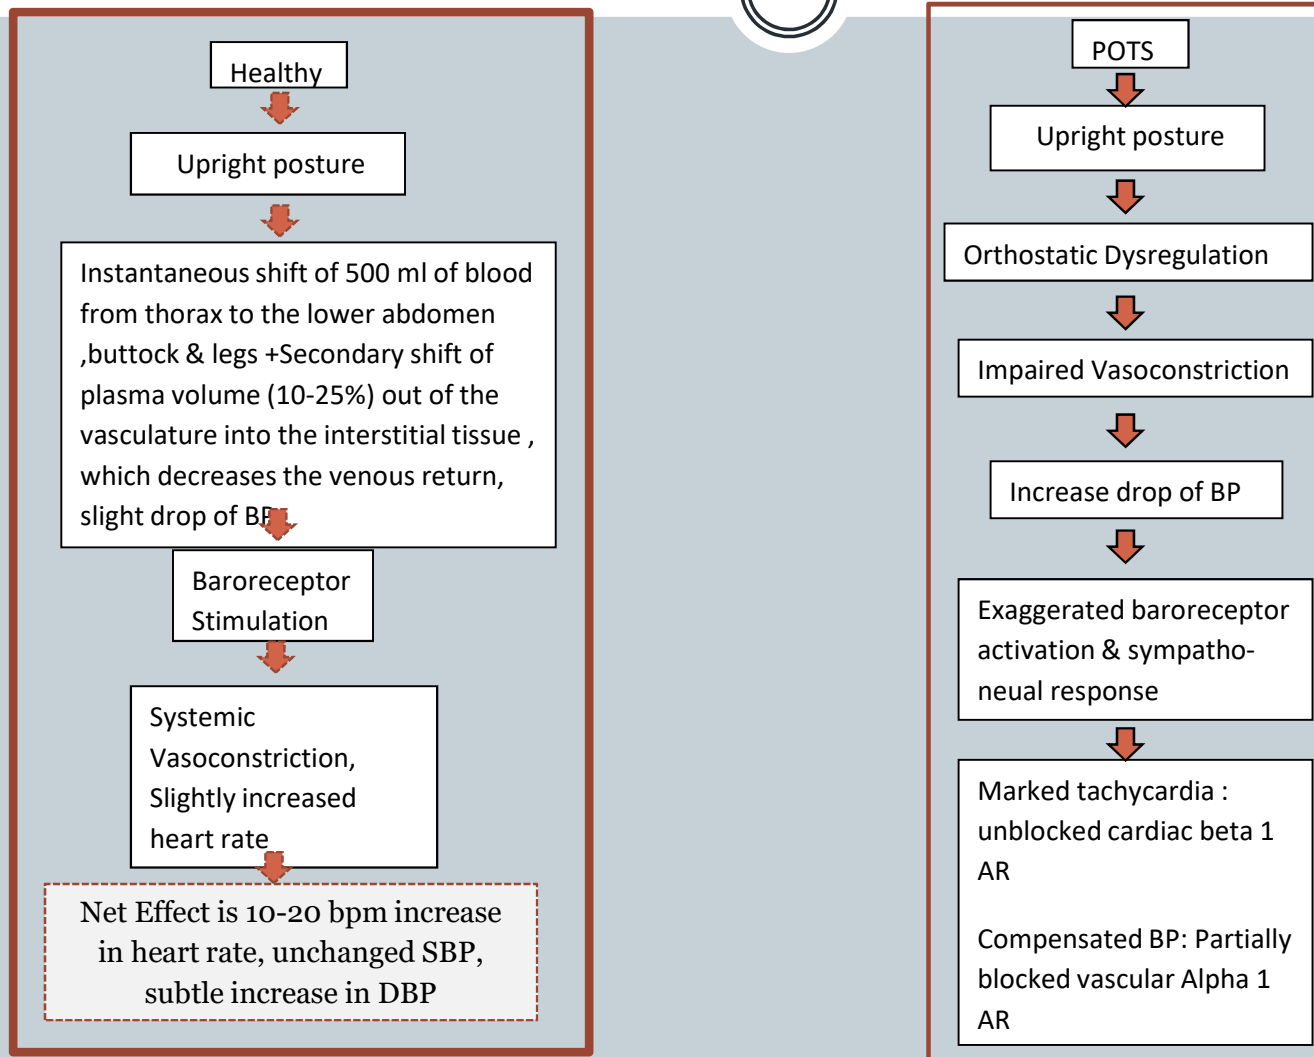 Healthy
Upright posture
Instantaneous shift of 500 ml of blood
from thorax to the lower abdomen
,buttock & legs +Secondary shift of
plasma volume (10-25%) out of the
vasculature into the interstitial tissue ,
which decreases the venous return,
slight drop of BP
Baroreceptor
Stimulation
Systemic
Vasoconstriction,
Slightly increased
heart rate
Net Effect is 10-20 bpm increase
in heart rate, unchanged SBP,
subtle increase in DBP
POTS
Upright posture
Orthostatic Dysregulation
Impaired Vasoconstriction
Increase drop of BP
Exaggerated baroreceptor
activation & sympatho-
neual response
Marked tachycardia :
unblocked cardiac beta 1
AR
Compensated BP: Partially
blocked vascular Alpha 1
AR